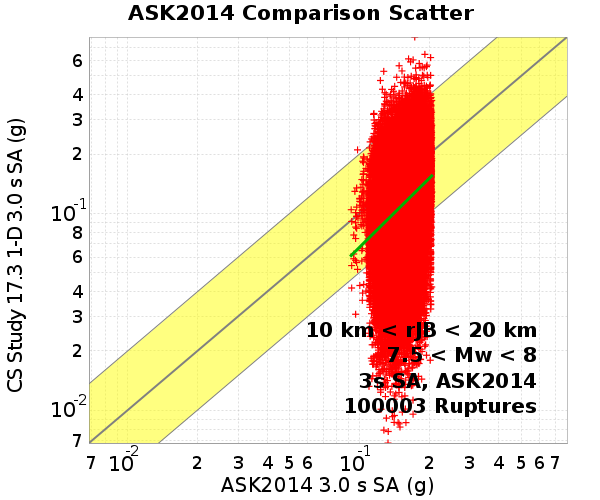 ASK2014 Comparison Scatter
CS Study 17.3 1-D 3.0 s SA (g)
6
4
3
2
10-1
8
6
4
3
2
10-2
7
10 km < rJB < 20 km
7.5 < Mw < 8
3s SA, ASK2014
100003 Ruptures
7 10-2 2 3 4 5 6 10-1 2 3 4 5 6 7
ASK2014 3.0 s SA (g)